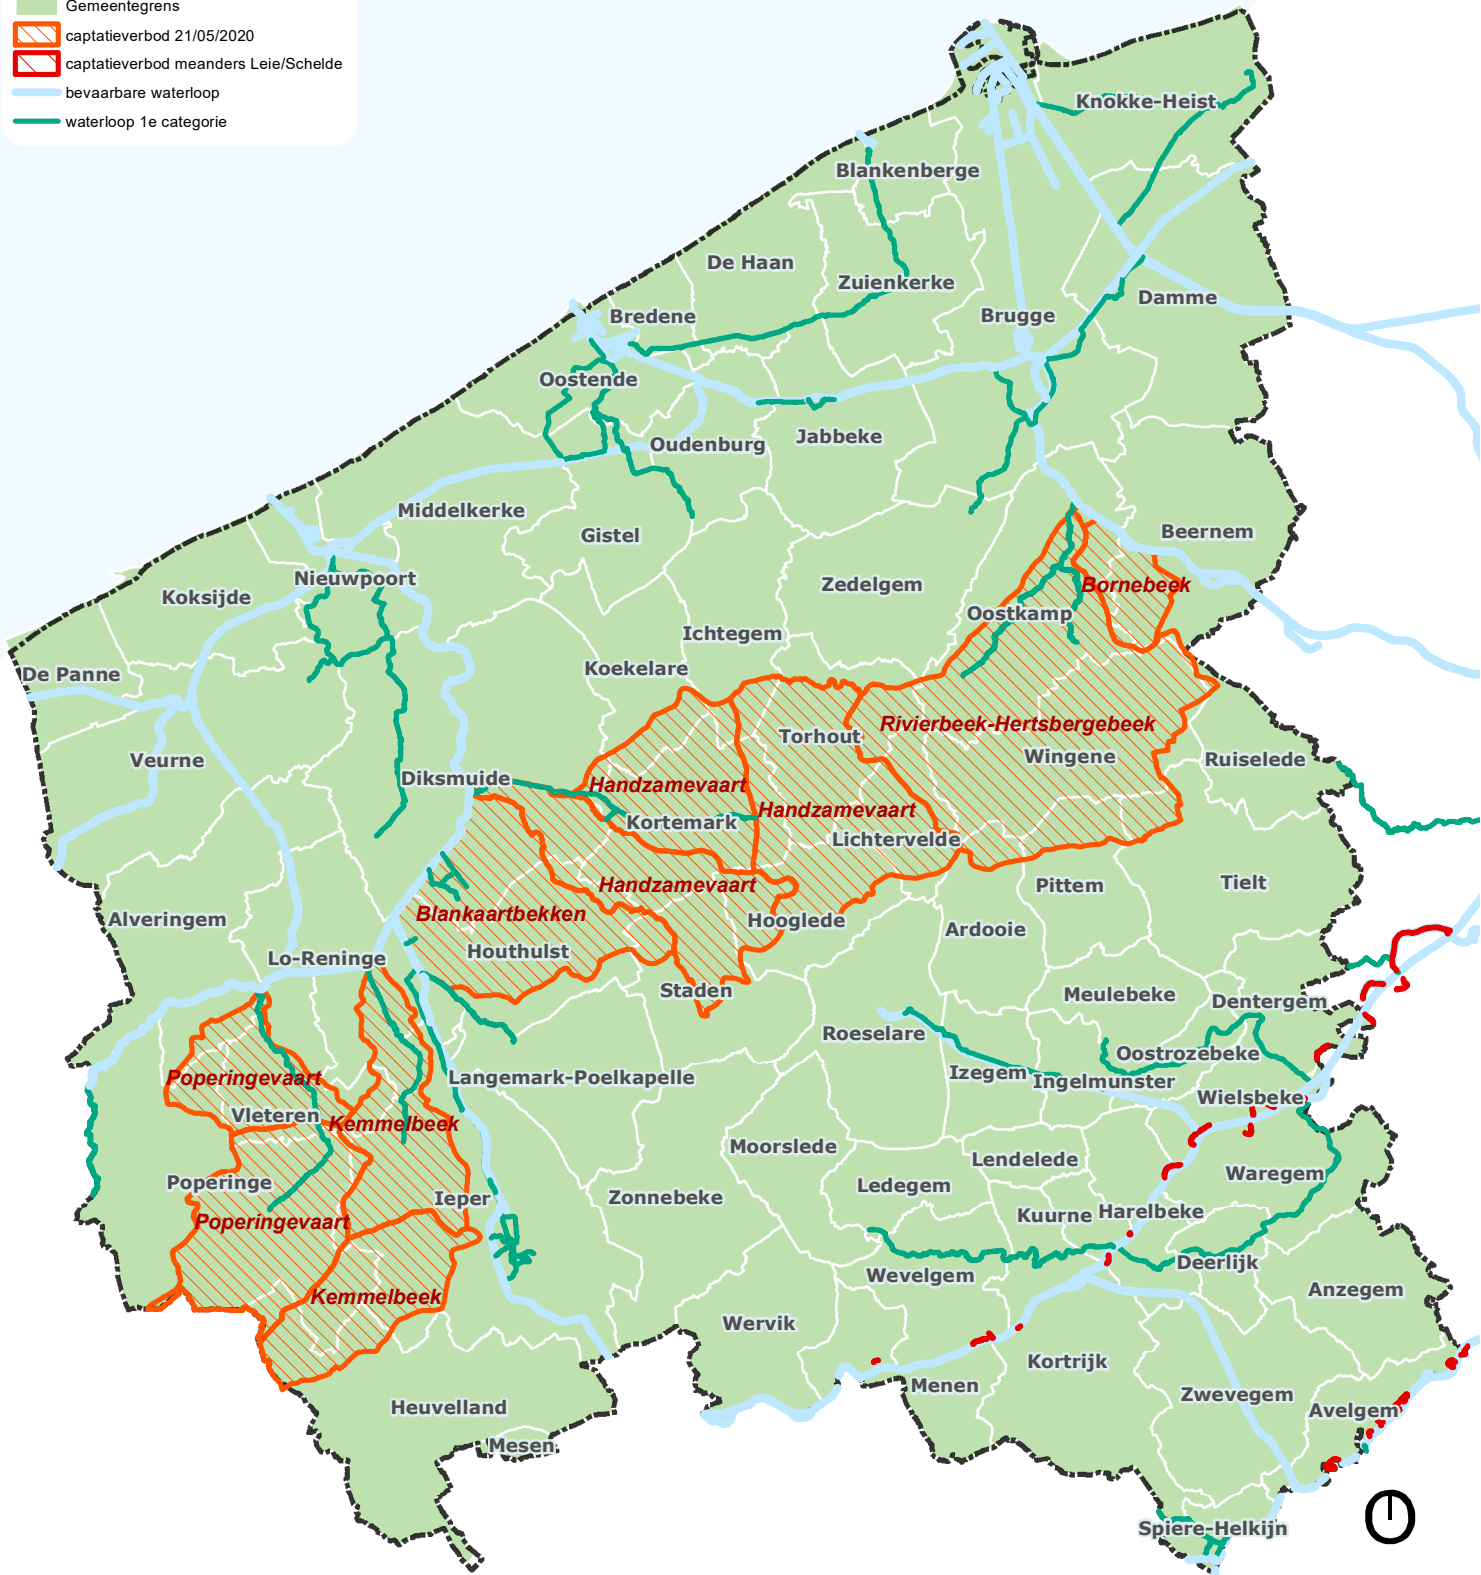 Gemeentegrens
captatieverbod 21/05/2020
captatieverbod meanders Leie/Schelde
bevaarbare waterloop
waterloop 1e categorie
Knokke-Heist
Blankenberge
De Haan
Zuienkerke
Damme
Bredene
Brugge
Oostende
Jabbeke
Oudenburg
Middelkerke
Gistel
Beernem
Nieuwpoort
Koksijde
Zedelgem
Bornebeek
Oostkamp
Ichtegem
Koekelare
De Panne
Rivierbeek-Hertsbergebeek
Torhout
Wingene
Veurne
Ruiselede
Diksmuide
Handzamevaart
Handzamevaart
Kortemark
Lichtervelde
Handzamevaart
Pittem
Tielt
Blankaartbekken
Alveringem
Hooglede
Ardooie
Houthulst
Lo-Reninge
Staden
Meulebeke
Dentergem
Roeselare
Oostrozebeke
Izegem
Ingelmunster
Poperingevaart
Langemark-Poelkapelle
Wielsbeke
Vleteren
Kemmelbeek
Moorslede
Lendelede
Waregem
Poperinge
Ledegem
Ieper
Zonnebeke
Kuurne
Harelbeke
Poperingevaart
Deerlijk
Wevelgem
Anzegem
Kemmelbeek
Wervik
Kortrijk
Menen
Zwevegem
Heuvelland
Avelgem
Mesen
Spiere-Helkijn